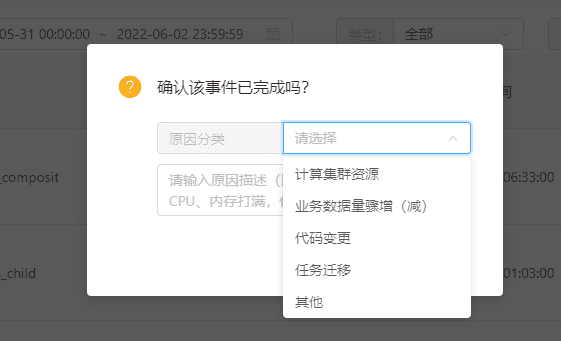 05-31 00:00:00 ~ 2022-06-02 23:59:59
类型: 全部
确认该事件已完成吗?
间
原因分类 请选择
请输入原因描述（
CPU、内存打满，
计算集群资源
_composit
06:33:00
业务数据量骤增（减）
代码变更
_child
任务迁移
01:03:00
其他